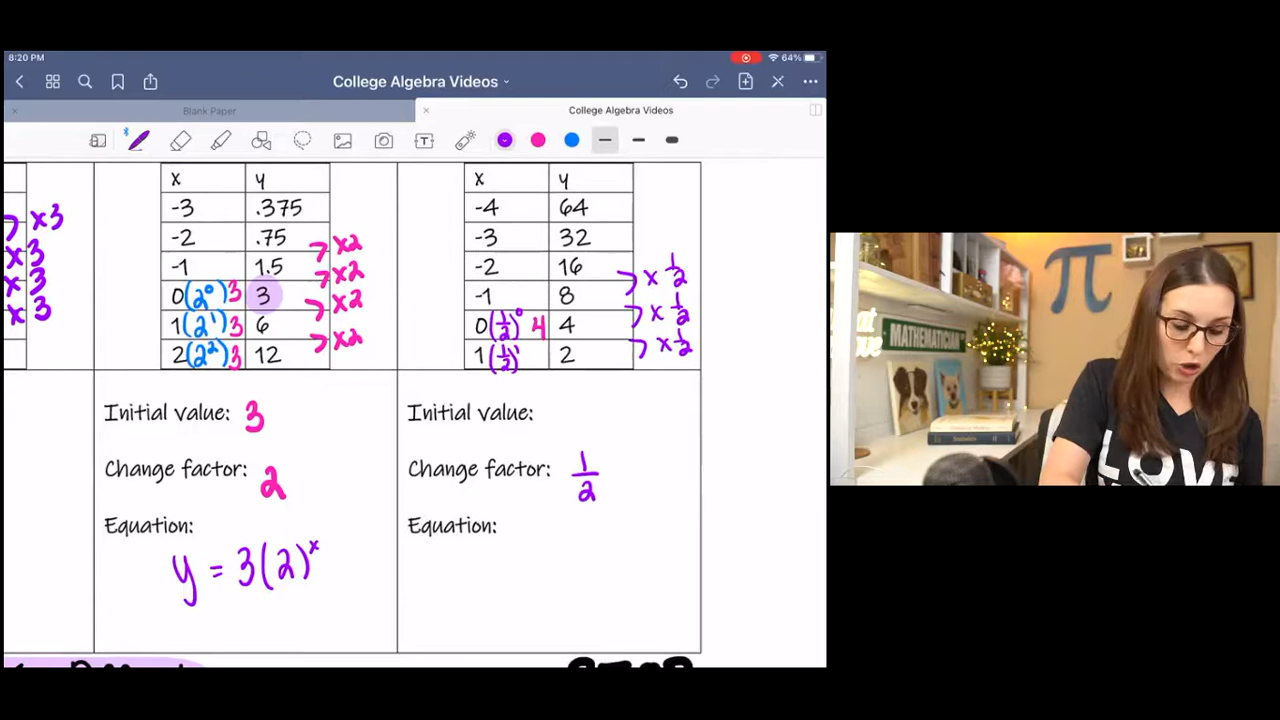 8:20 PM
64%
College Algebra Videos
Blank Paper
College Algebra Videos
T
x y
-3 .375
-2 .75
-1 1.5
0 (2⁰) 3 3
1 (2¹) 3 6
2 (2²) 3 12
x3
x3
x3
x3
x2
x2
x2
x2
Initial value: 3
Change factor: 2
Equation:
y = 3(2)ˣ
x y
-4 64
-3 32
-2 16
-1 8
0 (1/2)⁰ 4 4
1 (1/2)¹ 2
x 1/2
x 1/2
x 1/2
Initial value:
Change factor: 1/2
Equation:
MATHEMATICIAN
π
LOVE